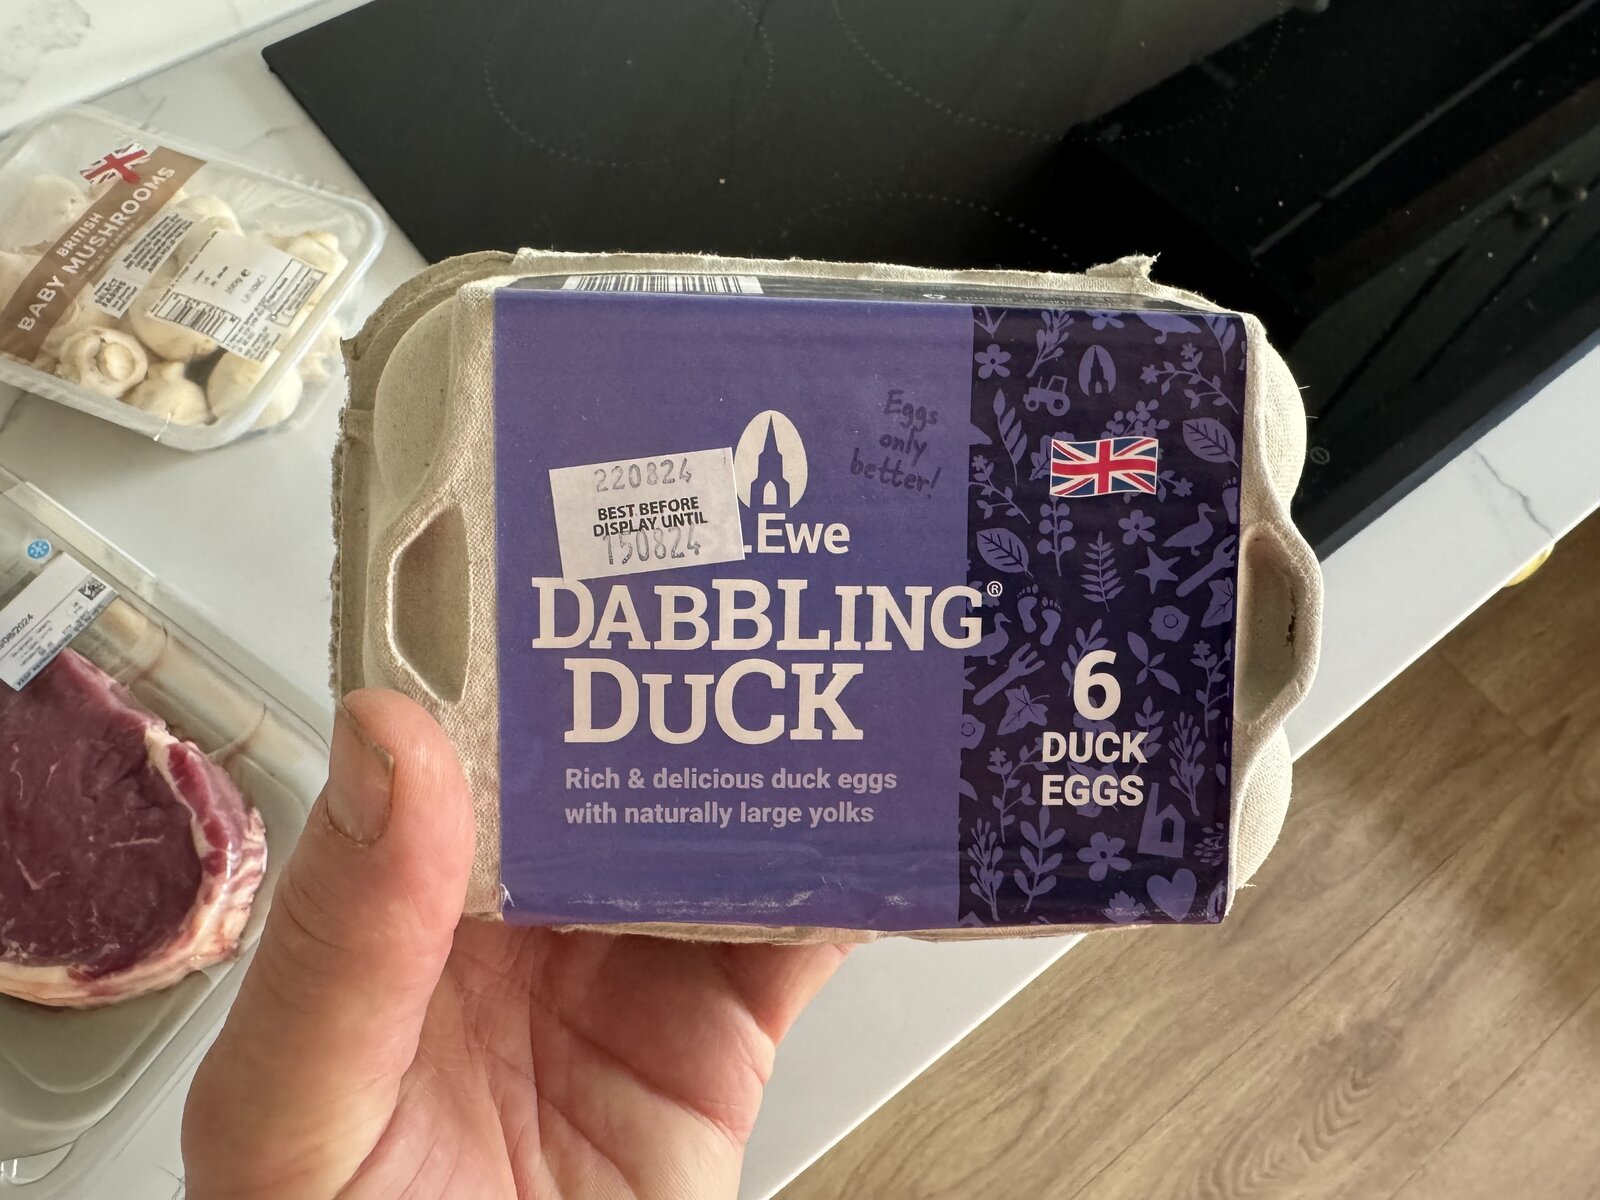 BRITISH
BABY MUSHROOMS
220824
BEST BEFORE
DISPLAY UNTIL
150824
.Ewe
DABBLING®
DUCK
Rich & delicious duck eggs
with naturally large yolks
Eggs
only
better!
6
DUCK
EGGS